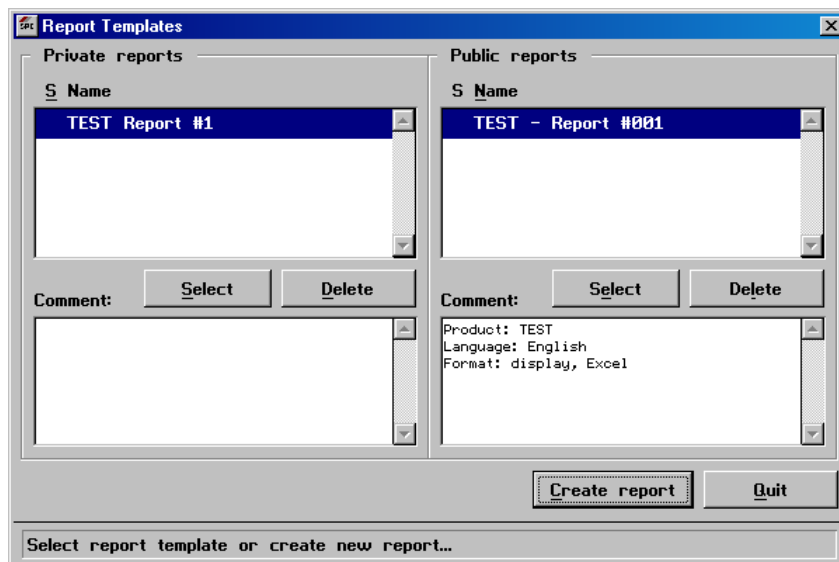 SPC Report Templates
Private reports
S Name
TEST Report #1
Select Delete
Comment:
Public reports
S Name
TEST - Report #001
Select Delete
Comment:
Product: TEST
Language: English
Format: display, Excel
Create report Quit
Select report template or create new report...